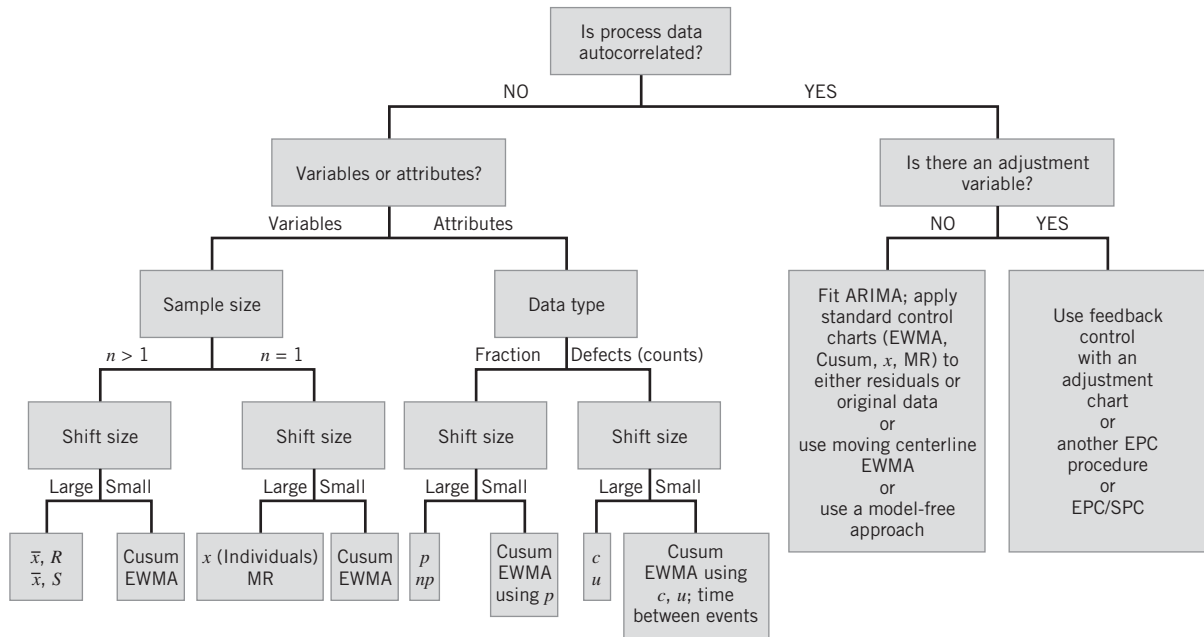 Is process data
autocorrelated?
NO
YES
Variables or attributes?
Is there an adjustment
variable?
Variables
Attributes
NO
YES
Sample size
Data type
Fit ARIMA; apply
standard control
charts (EWMA,
Cusum, x, MR) to
either residuals or
original data
or
use moving centerline
EWMA
or
use a model-free
approach
Use feedback
control
with an
adjustment
chart
or
another EPC
procedure
or
EPC/SPC
n > 1
n = 1
Fraction
Defects (counts)
Shift size
Shift size
Shift size
Shift size
Large
Small
Large
Small
Large
Small
Large
Small
x̅, R
x̅, S
Cusum
EWMA
x (Individuals)
MR
Cusum
EWMA
p
np
Cusum
EWMA
using p
c
u
Cusum
EWMA using
c, u; time
between events